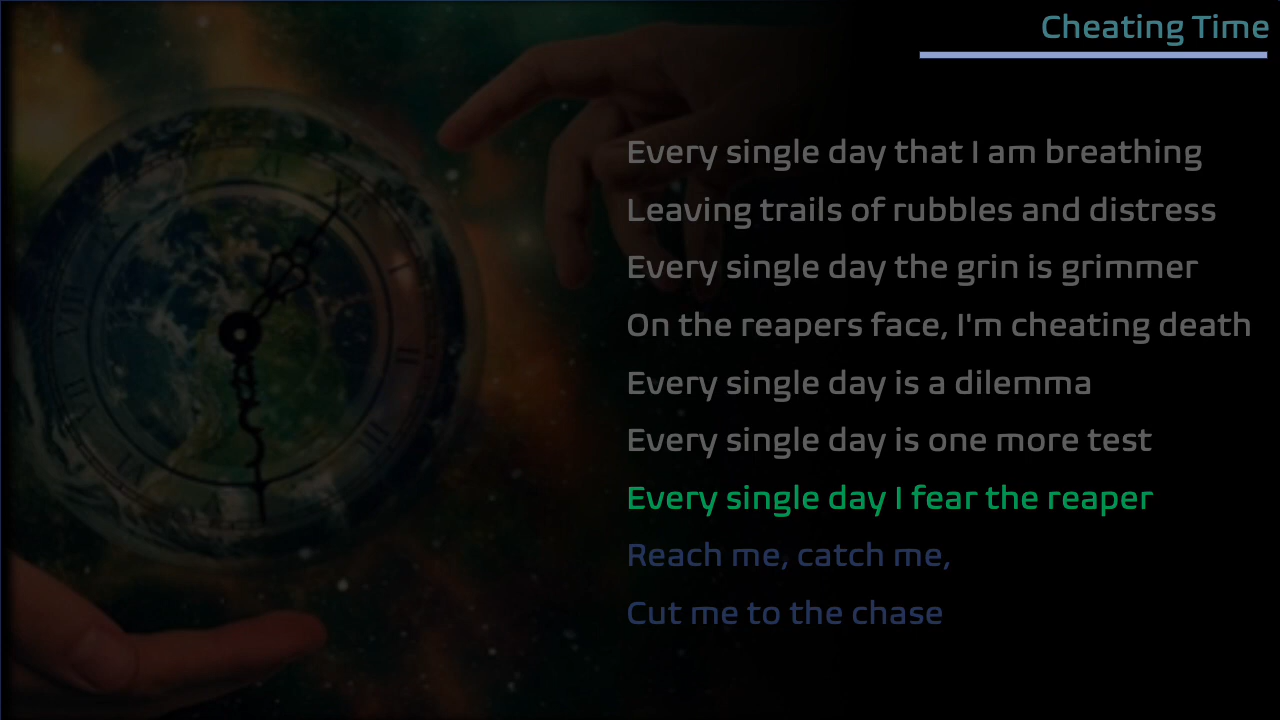 Cheating Time
Every single day that I am breathing
Leaving trails of rubbles and distress
Every single day the grin is grimmer
On the reapers face, I'm cheating death
Every single day is a dilemma
Every single day is one more test
Every single day I fear the reaper
Reach me, catch me,
Cut me to the chase